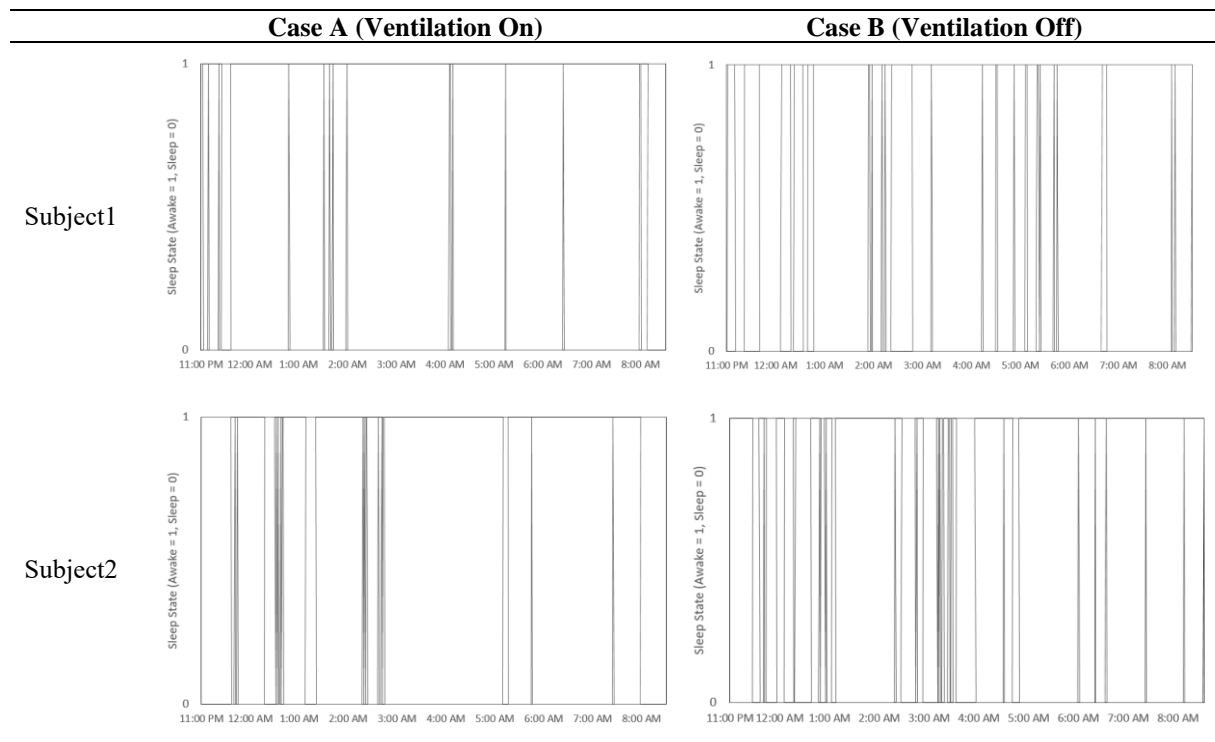 Case A (Ventilation On) Case B (Ventilation Off)
Subject1
1
Sleep State (Awake = 1, Sleep = 0)
0
11:00 PM 12:00 AM 1:00 AM 2:00 AM 3:00 AM 4:00 AM 5:00 AM 6:00 AM 7:00 AM 8:00 AM
1
Sleep State (Awake = 1, Sleep = 0)
0
11:00 PM 12:00 AM 1:00 AM 2:00 AM 3:00 AM 4:00 AM 5:00 AM 6:00 AM 7:00 AM 8:00 AM
Subject2
1
Sleep State (Awake = 1, Sleep = 0)
0
11:00 PM 12:00 AM 1:00 AM 2:00 AM 3:00 AM 4:00 AM 5:00 AM 6:00 AM 7:00 AM 8:00 AM
1
Sleep State (Awake = 1, Sleep = 0)
0
11:00 PM 12:00 AM 1:00 AM 2:00 AM 3:00 AM 4:00 AM 5:00 AM 6:00 AM 7:00 AM 8:00 AM